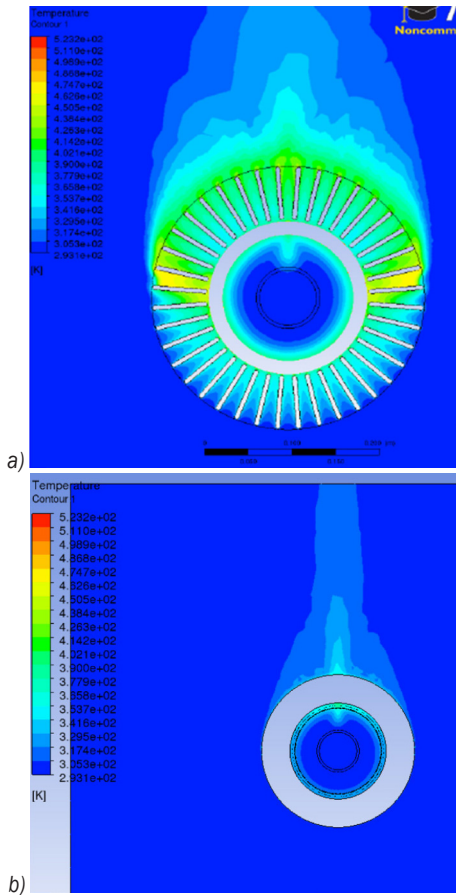 Temperature
Contour 1
Noncomm
5.232e+02
5.110e+02
4.989e+02
4.868e+02
4.747e+02
4.626e+02
4.505e+02
4.384e+02
4.263e+02
4.142e+02
4.021e+02
3.900e+02
3.779e+02
3.658e+02
3.537e+02
3.416e+02
3.295e+02
3.174e+02
3.053e+02
2.931e+02
[K]
a)
Temperature
Contour 1
5.232e+02
5.110e+02
4.989e+02
4.868e+02
4.747e+02
4.626e+02
4.505e+02
4.384e+02
4.263e+02
4.142e+02
4.021e+02
3.900e+02
3.779e+02
3.658e+02
3.537e+02
3.416e+02
3.295e+02
3.174e+02
3.053e+02
2.931e+02
[K]
b)